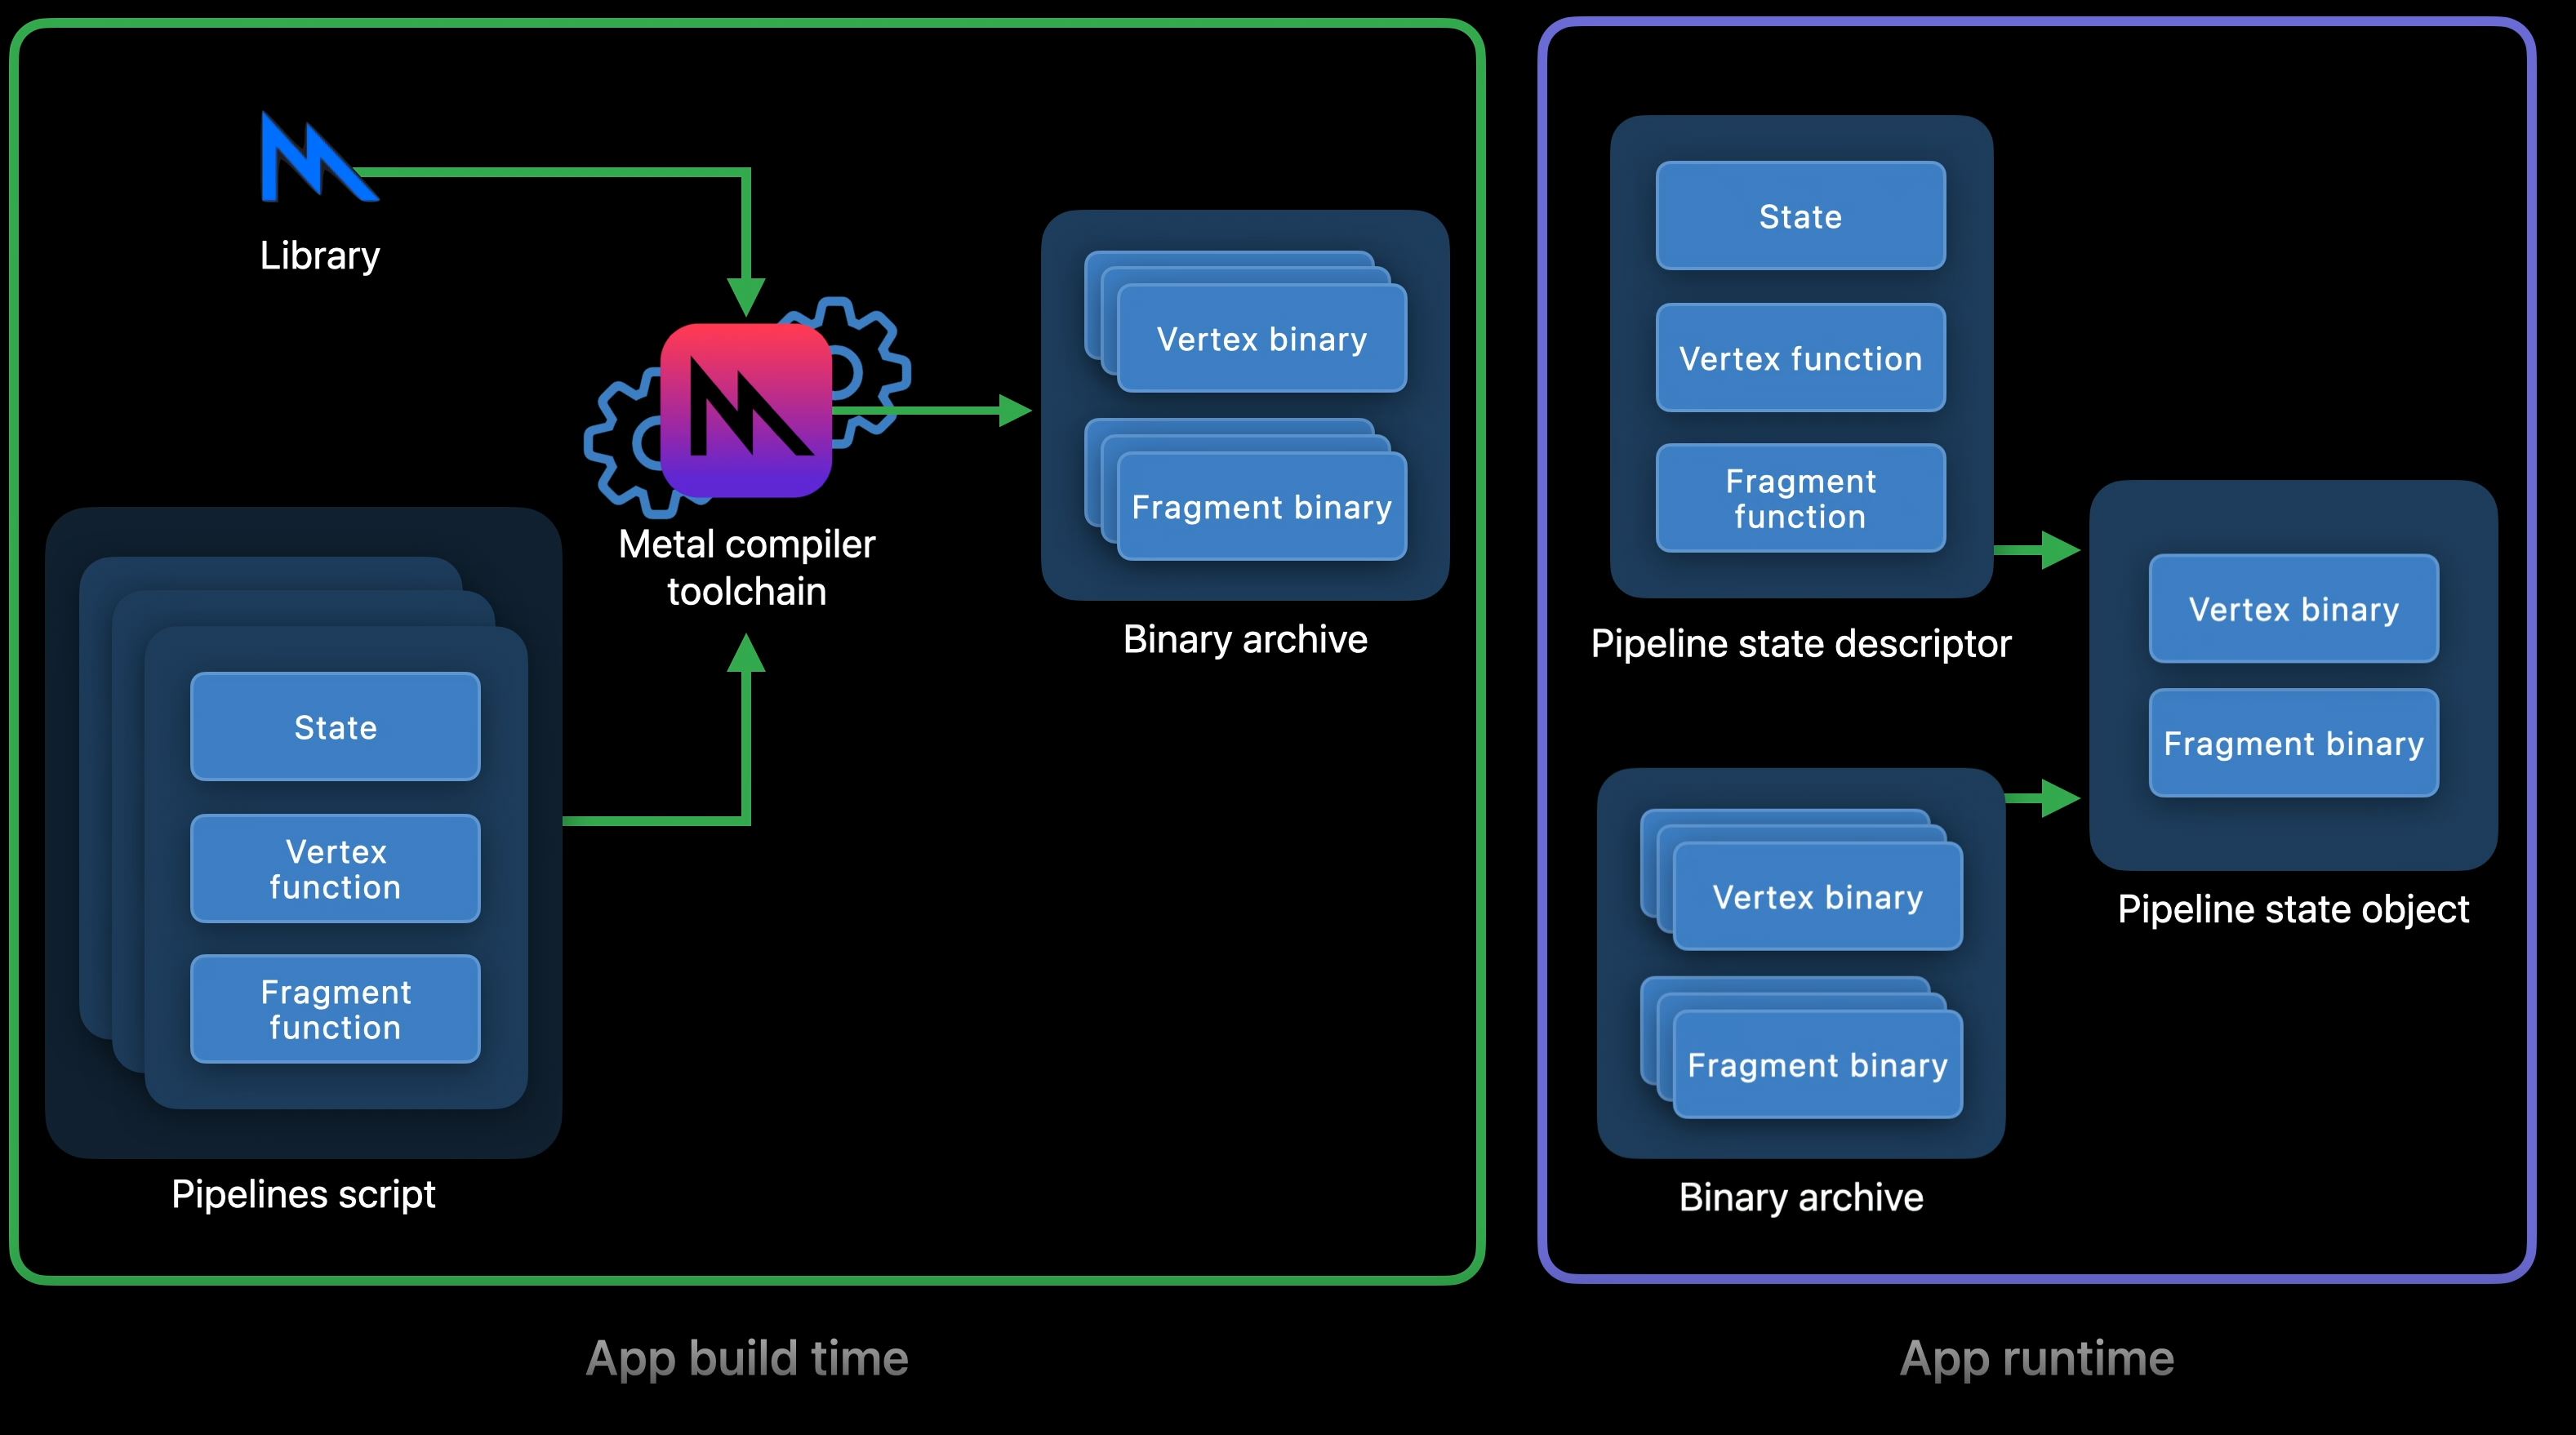 Library
Metal compiler
toolchain
State
Vertex
function
Fragment
function
Pipelines script
Vertex binary
Fragment binary
Binary archive
App build time
State
Vertex function
Fragment
function
Pipeline state descriptor
Vertex binary
Fragment binary
Binary archive
Vertex binary
Fragment binary
Pipeline state object
App runtime